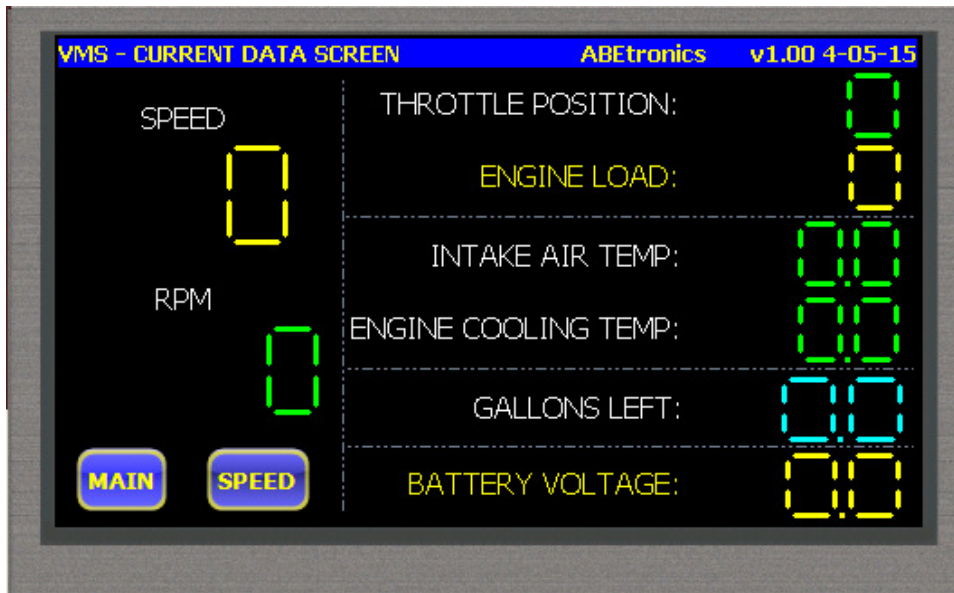 VMS - CURRENT DATA SCREEN ABEtronics v1.00 4-05-15
SPEED
0
RPM
0
MAIN SPEED
THROTTLE POSITION: 0
ENGINE LOAD: 0
INTAKE AIR TEMP: 0.0
ENGINE COOLING TEMP: 0.0
GALLONS LEFT: 0.0
BATTERY VOLTAGE: 0.0